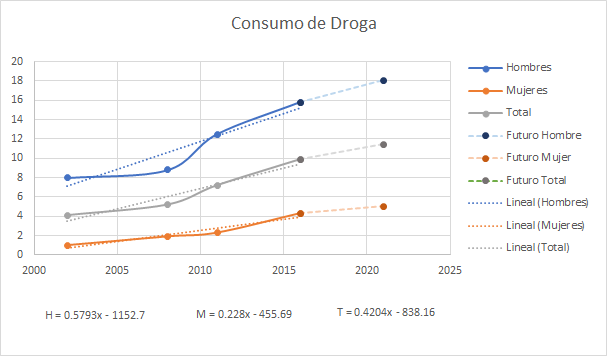 Consumo de Droga
20
18
16
14
12
10
8
6
4
2
0
2000 2005 2010 2015 2020 2025
Hombres
Mujeres
Total
Futuro Hombre
Futuro Mujer
Futuro Total
Lineal (Hombres)
Lineal (Mujeres)
Lineal (Total)
H = 0.5793x - 1152.7 M = 0.228x - 455.69 T = 0.4204x - 838.16